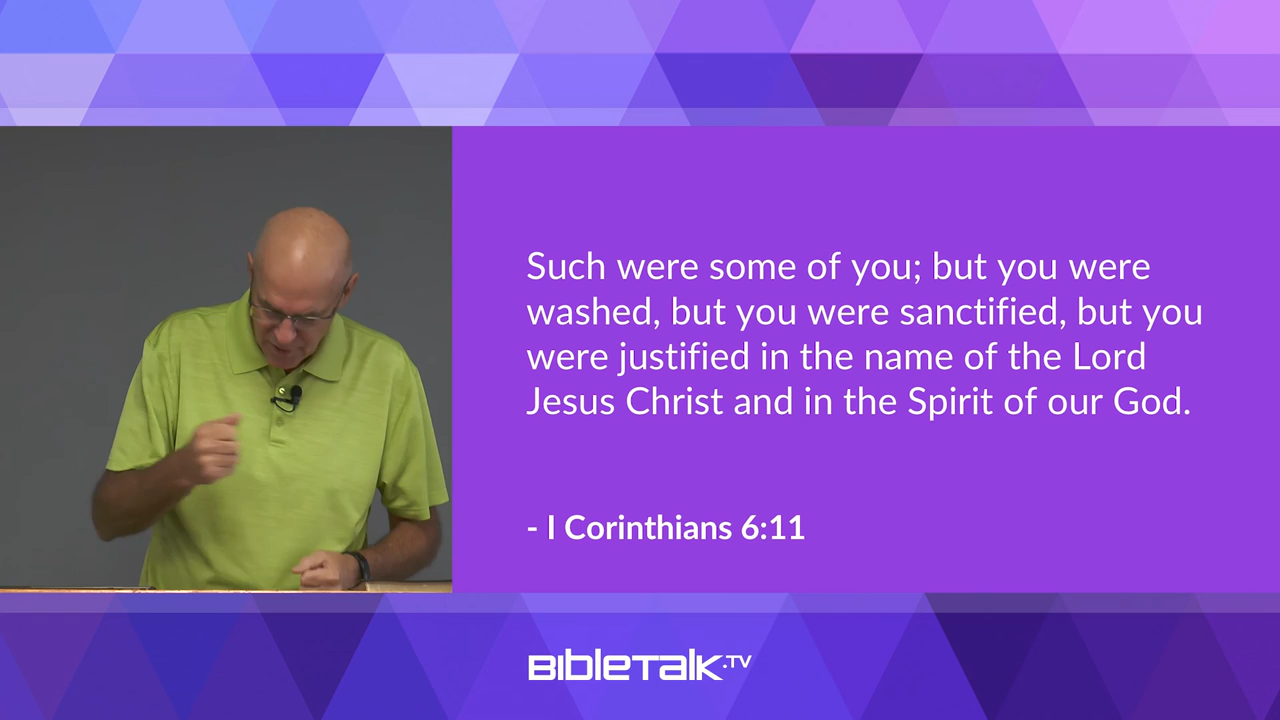 Such were some of you; but you were
washed, but you were sanctified, but you
were justified in the name of the Lord
Jesus Christ and in the Spirit of our God.
- I Corinthians 6:11
BIBLETALK.TV